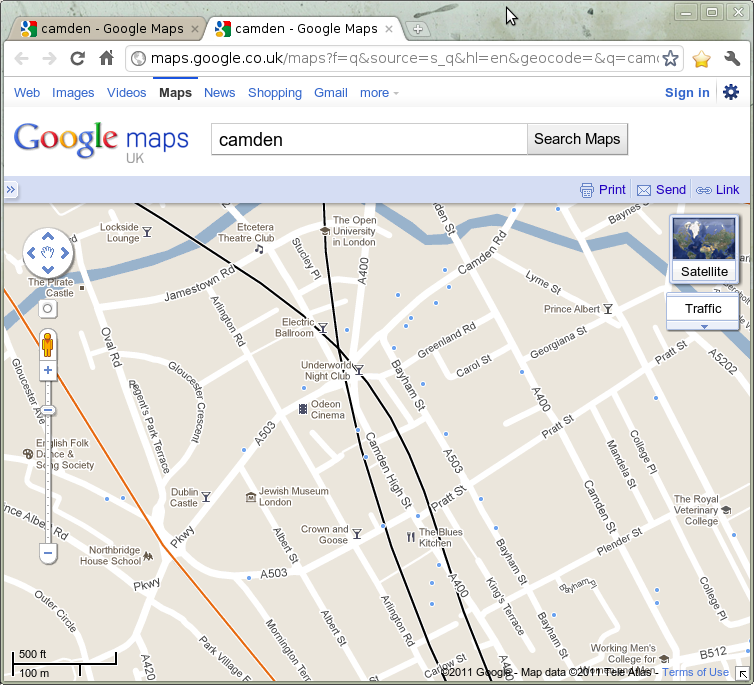 camden - Google Maps
camden - Google Maps
maps.google.co.uk/maps?f=q&source=s_q&hl=en&geocode=&q=camd
Web Images Videos Maps News Shopping Gmail more
Sign in
Google maps
UK
camden
Search Maps
Print Send Link
Satellite
Traffic
Lockside
Lounge
Etcetera
Theatre Club
The Open
University
in London
Stucley Pl
A400
Camden Rd
den St
Baynes St
The Pirate
Castle
Jamestown Rd
Arlington Rd
Lyme St
Prince Albert
Electric
Ballroom
Greenland Rd
Georgiana St
Pratt St
A5202
Oval Rd
Gloucester Ave
Gloucester Crescent
Regent's Park Terrace
Underworld
Night Club
Carol St
Bayham St
A400
Odeon
Cinema
Pratt St
A503
Camden High St
A503
College Pl
Mandela St
English Folk
Dance &
Song Society
Dublin
Castle
Jewish Museum
London
Pratt St
Camden St
The Royal
Veterinary
College
nce Albert Rd
Pkwy
Crown and
Goose
The Blues
Kitchen
Plender St
Albert St
Bayham St
Northbridge
House School
Pkwy
A503
A400
King's Terrace
Bayham
College Pl
Outer Circle
Albert St
Arlington Rd
Bayham St
Mornington Ter
Park Village E
A420
Working Men's
College for
B512
500 ft
100 m
Carlow St
©2011 Google - Map data ©2011 Tele Atlas - Terms of Use